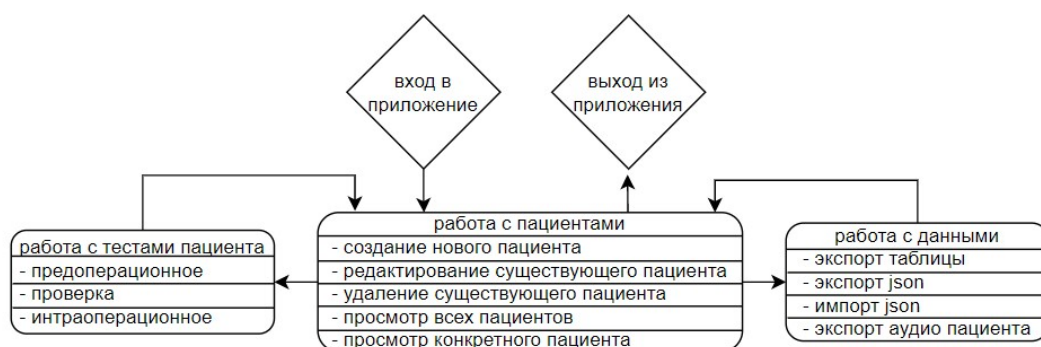 вход в
приложение
выход из
приложения
работа с тестами пациента
- предоперационное
- проверка
- интраоперационное
работа с пациентами
- создание нового пациента
- редактирование существующего пациента
- удаление существующего пациента
- просмотр всех пациентов
- просмотр конкретного пациента
работа с данными
- экспорт таблицы
- экспорт json
- импорт json
- экспорт аудио пациента